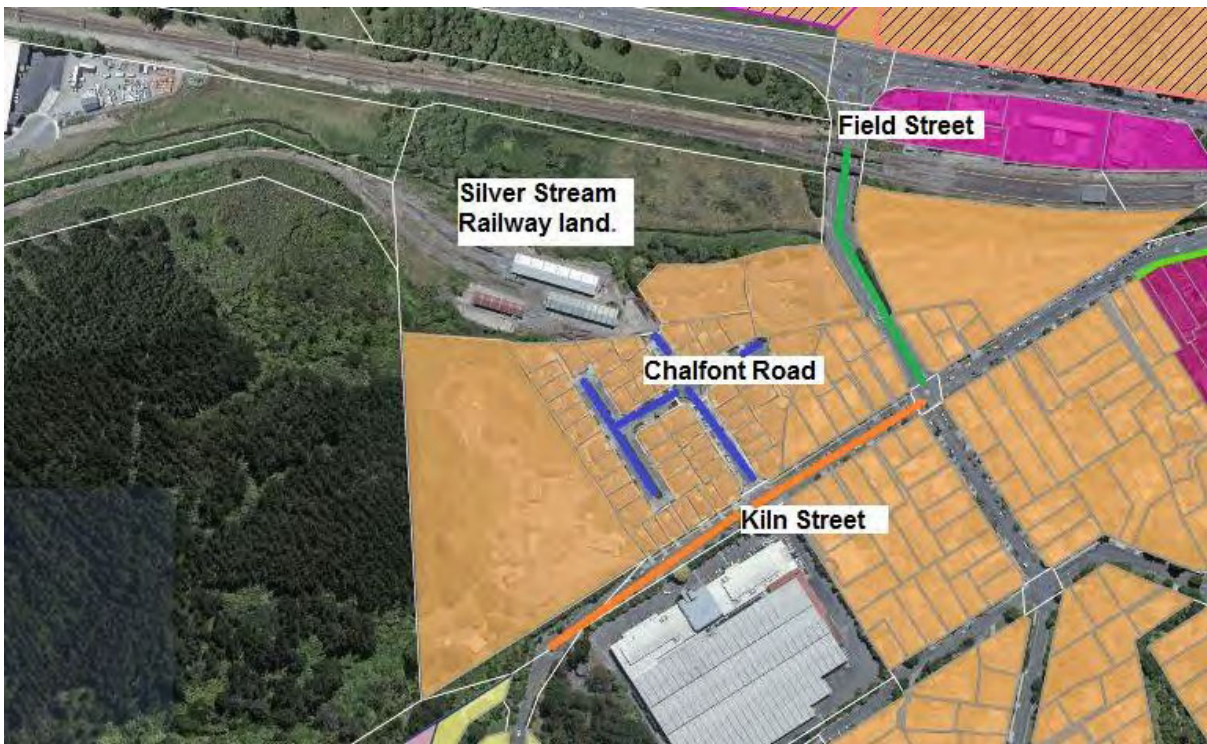 Field Street
Silver Stream
Railway land.
Chalfont Road
Kiln Street